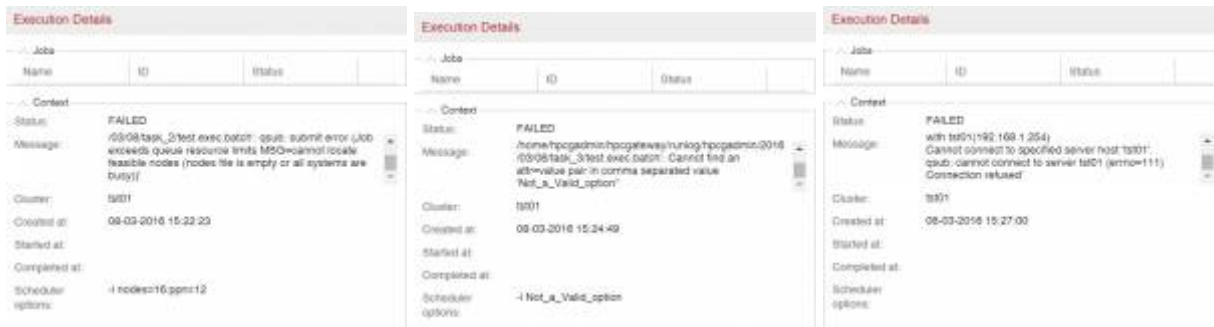 Execution Details
Jobs
Name ID Status
Context
Status: FAILED
Message: /03/08/task_2/test.exec.batch': qsub: submit error (Job
exceeds queue resource limits MSG=cannot locate
feasible nodes (nodes file is empty or all systems are
busy))'
Cluster: tst01
Created at: 08-03-2016 15:22:23
Started at:
Completed at:
Scheduler -l nodes=16:ppn=12
options:
Execution Details
Jobs
Name ID Status
Context
Status: FAILED
Message: /home/hpcgadmin/hpcgateway/runlog/hpcgadmin/2016
/03/08/task_3/test.exec.batch': Cannot find an
attr=value pair in comma separated value
'Not_a_Valid_option"
Cluster: tst01
Created at: 08-03-2016 15:24:49
Started at:
Completed at:
Scheduler -l Not_a_Valid_option
options:
Execution Details
Jobs
Name ID Status
Context
Status: FAILED
Message: with tst01(192.168.1.254)
Cannot connect to specified server host 'tst01'.
qsub: cannot connect to server tst01 (errno=111)
Connection refused'
Cluster: tst01
Created at: 08-03-2016 15:27:00
Started at:
Completed at:
Scheduler
options: